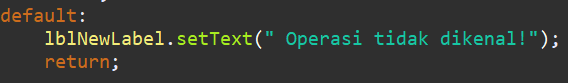 default:
lblNewLabel.setText(" Operasi tidak dikenal!");
return;